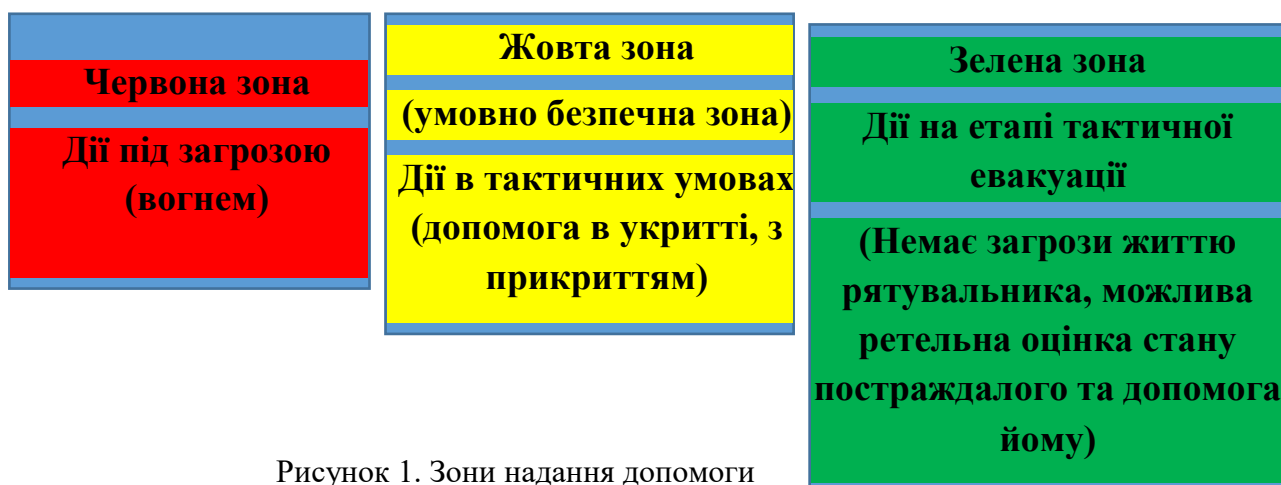 Червона зона
Дії під загрозою
(вогнем)
Жовта зона
(умовно безпечна зона)
Дії в тактичних умовах
(допомога в укритті, з
прикриттям)
Зелена зона
Дії на етапі тактичної
евакуації
(Немає загрози життю
рятувальника, можлива
ретельна оцінка стану
постраждалого та допомога
йому)
Рисунок 1. Зони надання допомоги